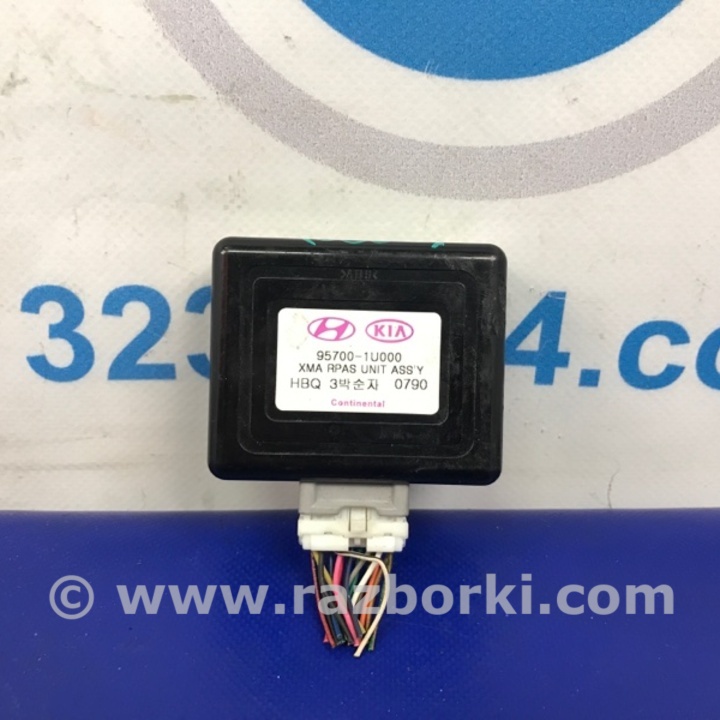 323
4.
KIA
95700-1U000
XMA RPAS UNIT ASS'Y
HBQ 3박순자 0790
Continental
© www.razborki.com